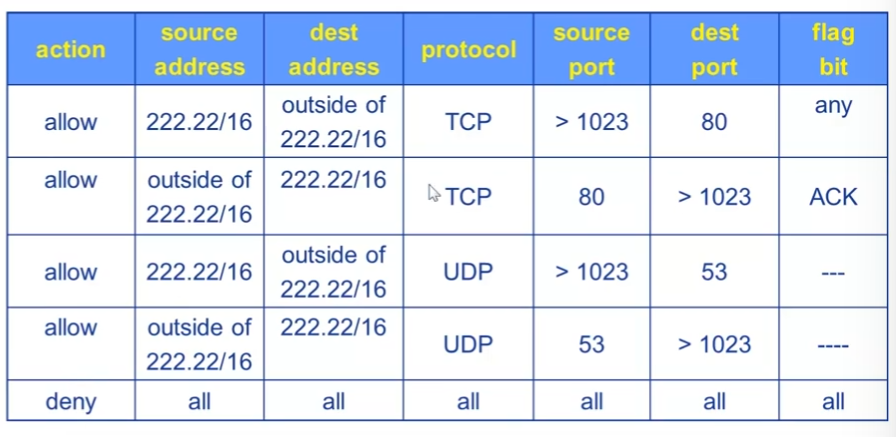 action source address dest address protocol source port dest port flag bit
allow 222.22/16 outside of 222.22/16 TCP > 1023 80 any
allow outside of 222.22/16 222.22/16 TCP 80 > 1023 ACK
allow 222.22/16 outside of 222.22/16 UDP > 1023 53 ---
allow outside of 222.22/16 222.22/16 UDP 53 > 1023 ----
deny all all all all all all